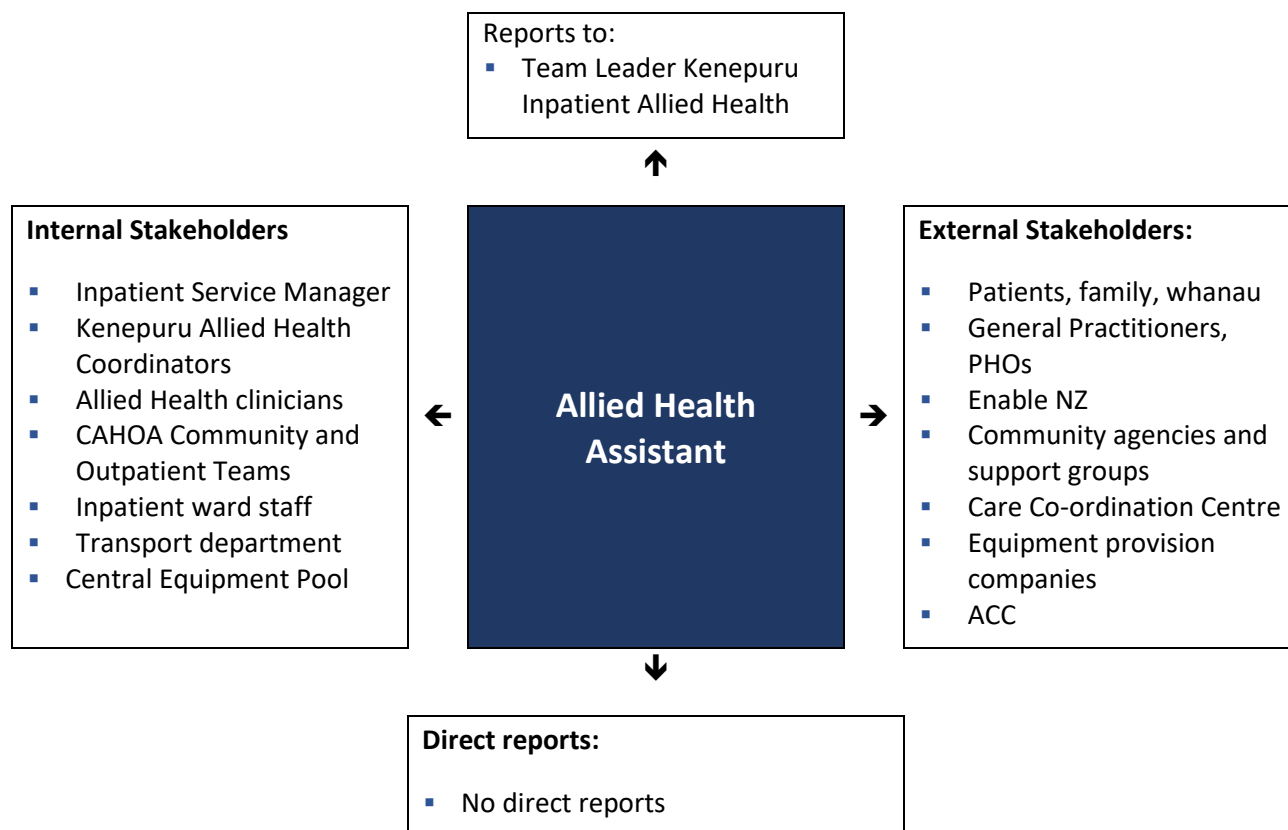 Reports to:
▪ Team Leader Kenepuru
Inpatient Allied Health
Internal Stakeholders
▪ Inpatient Service Manager
▪ Kenepuru Allied Health
Coordinators
▪ Allied Health clinicians
▪ CAHOA Community and
Outpatient Teams
▪ Inpatient ward staff
▪ Transport department
▪ Central Equipment Pool
Allied Health
Assistant
External Stakeholders:
▪ Patients, family, whanau
▪ General Practitioners,
PHOs
▪ Enable NZ
▪ Community agencies and
support groups
▪ Care Co-ordination Centre
▪ Equipment provision
companies
▪ ACC
Direct reports:
▪ No direct reports